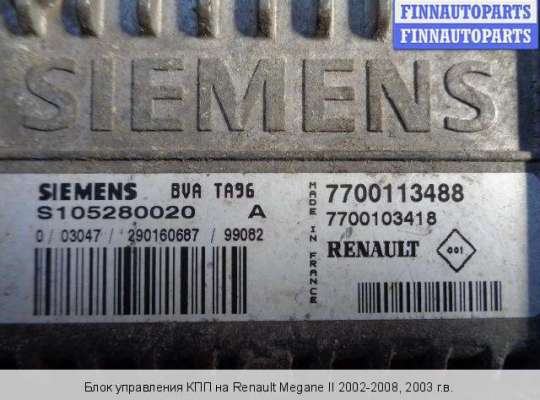 FINNAUTOPARTS
FINNAUTOPARTS
SIEMENS
SIEMENS BVA TA96
S105280020 A
0 / 03047 / 290160687 / 99082
MADE IN FRANCE
7700113488
7700103418
RENAULT 001
Блок управления КПП на Renault Megane II 2002-2008, 2003 г.в.